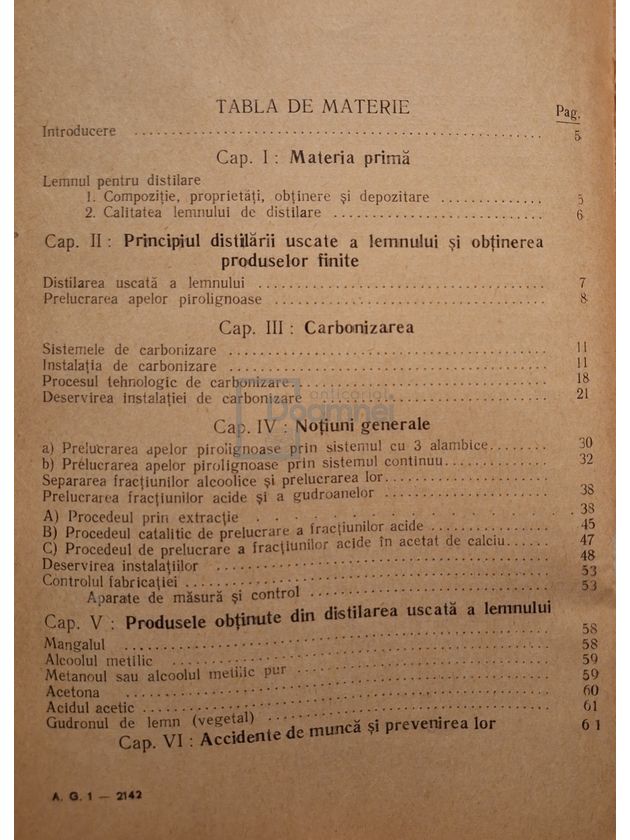 TABLA DE MATERIE
Pag.
Introducere .......... 5
Cap. I : Materia primă
Lemnul pentru distilare
1. Compoziție, proprietăți, obținere și depozitare .......... 5
2. Calitatea lemnului de distilare .......... 6
Cap. II : Principiul distilării uscate a lemnului și obținerea
produselor finite
Distilarea uscată a lemnului .......... 7
Prelucrarea apelor pirolignoase .......... 8
Cap. III : Carbonizarea
Sistemele de carbonizare .......... 11
Instalația de carbonizare .......... 11
Procesul tehnologic de carbonizare .......... 18
Deservirea instalației de carbonizare .......... 21
anticariat
Doamnei
Cap. IV : Noțiuni generale
a) Prelucrarea apelor pirolignoase prin sistemul cu 3 alambice .......... 30
b) Prelucrarea apelor pirolignoase prin sistemul continuu .......... 32
Separarea fracțiunilor alcoolice și prelucrarea lor ..........
Prelucrarea fracțiunilor acide și a gudroanelor .......... 38
A) Procedeul prin extracție .......... 38
B) Procedeul catalitic de prelucrare a fracțiunilor acide .......... 45
C) Procedeul de prelucrare a fracțiunilor acide în acetat de calciu .......... 47
Deservirea instalațiilor .......... 48
Controlul fabricației .......... 53
Aparate de măsură și control .......... 53
Cap. V : Produsele obținute din distilarea uscată a lemnului
58
Mangalul .......... 58
Alcoolul metilic .......... 59
Metanoul sau alcoolul metilic pur .......... 59
Acetona .......... 60
Acidul acetic .......... 61
Gudronul de lemn (vegetal) .......... 61
Cap. VI : Accidente de muncă și prevenirea lor
A. G. 1 — 2142